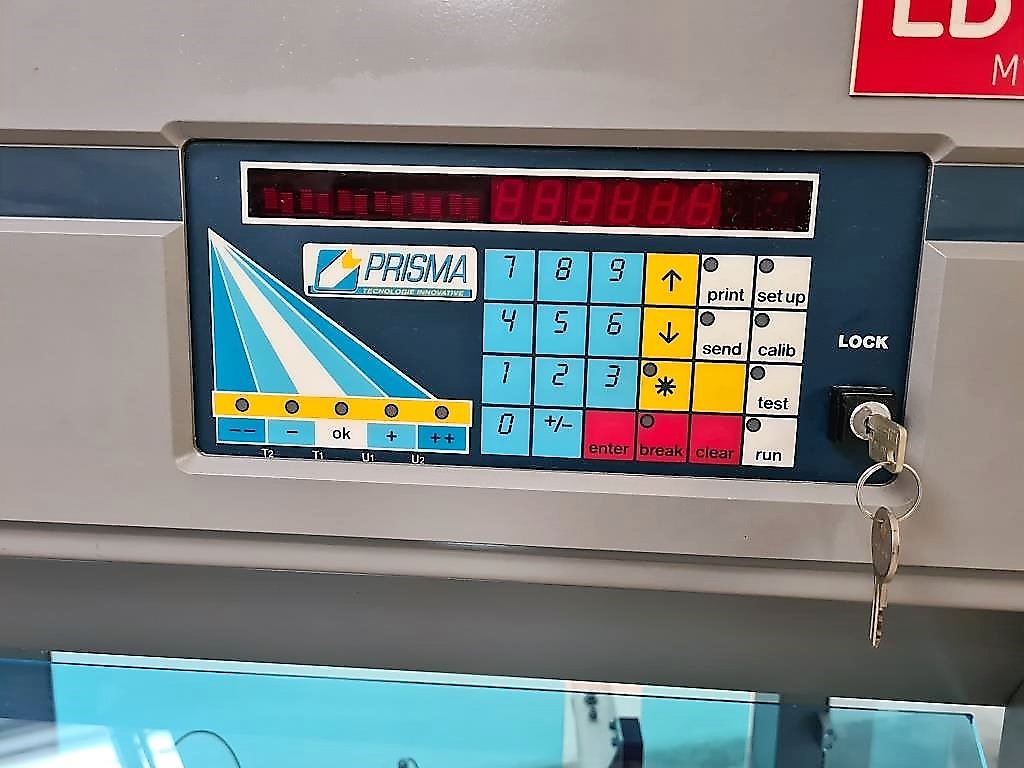 LD
M
PRISMA
TECNOLOGIE INNOVATIVE
7 8 9 ↑ print set up
4 5 6 ↓ send calib
1 2 3 * test
0 +/- enter break clear run
-- - ok + ++
T2 T1 U1 U2
LOCK